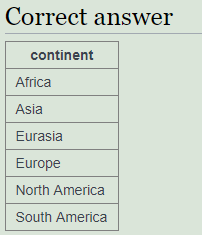 Correct answer
continent
Africa
Asia
Eurasia
Europe
North America
South America